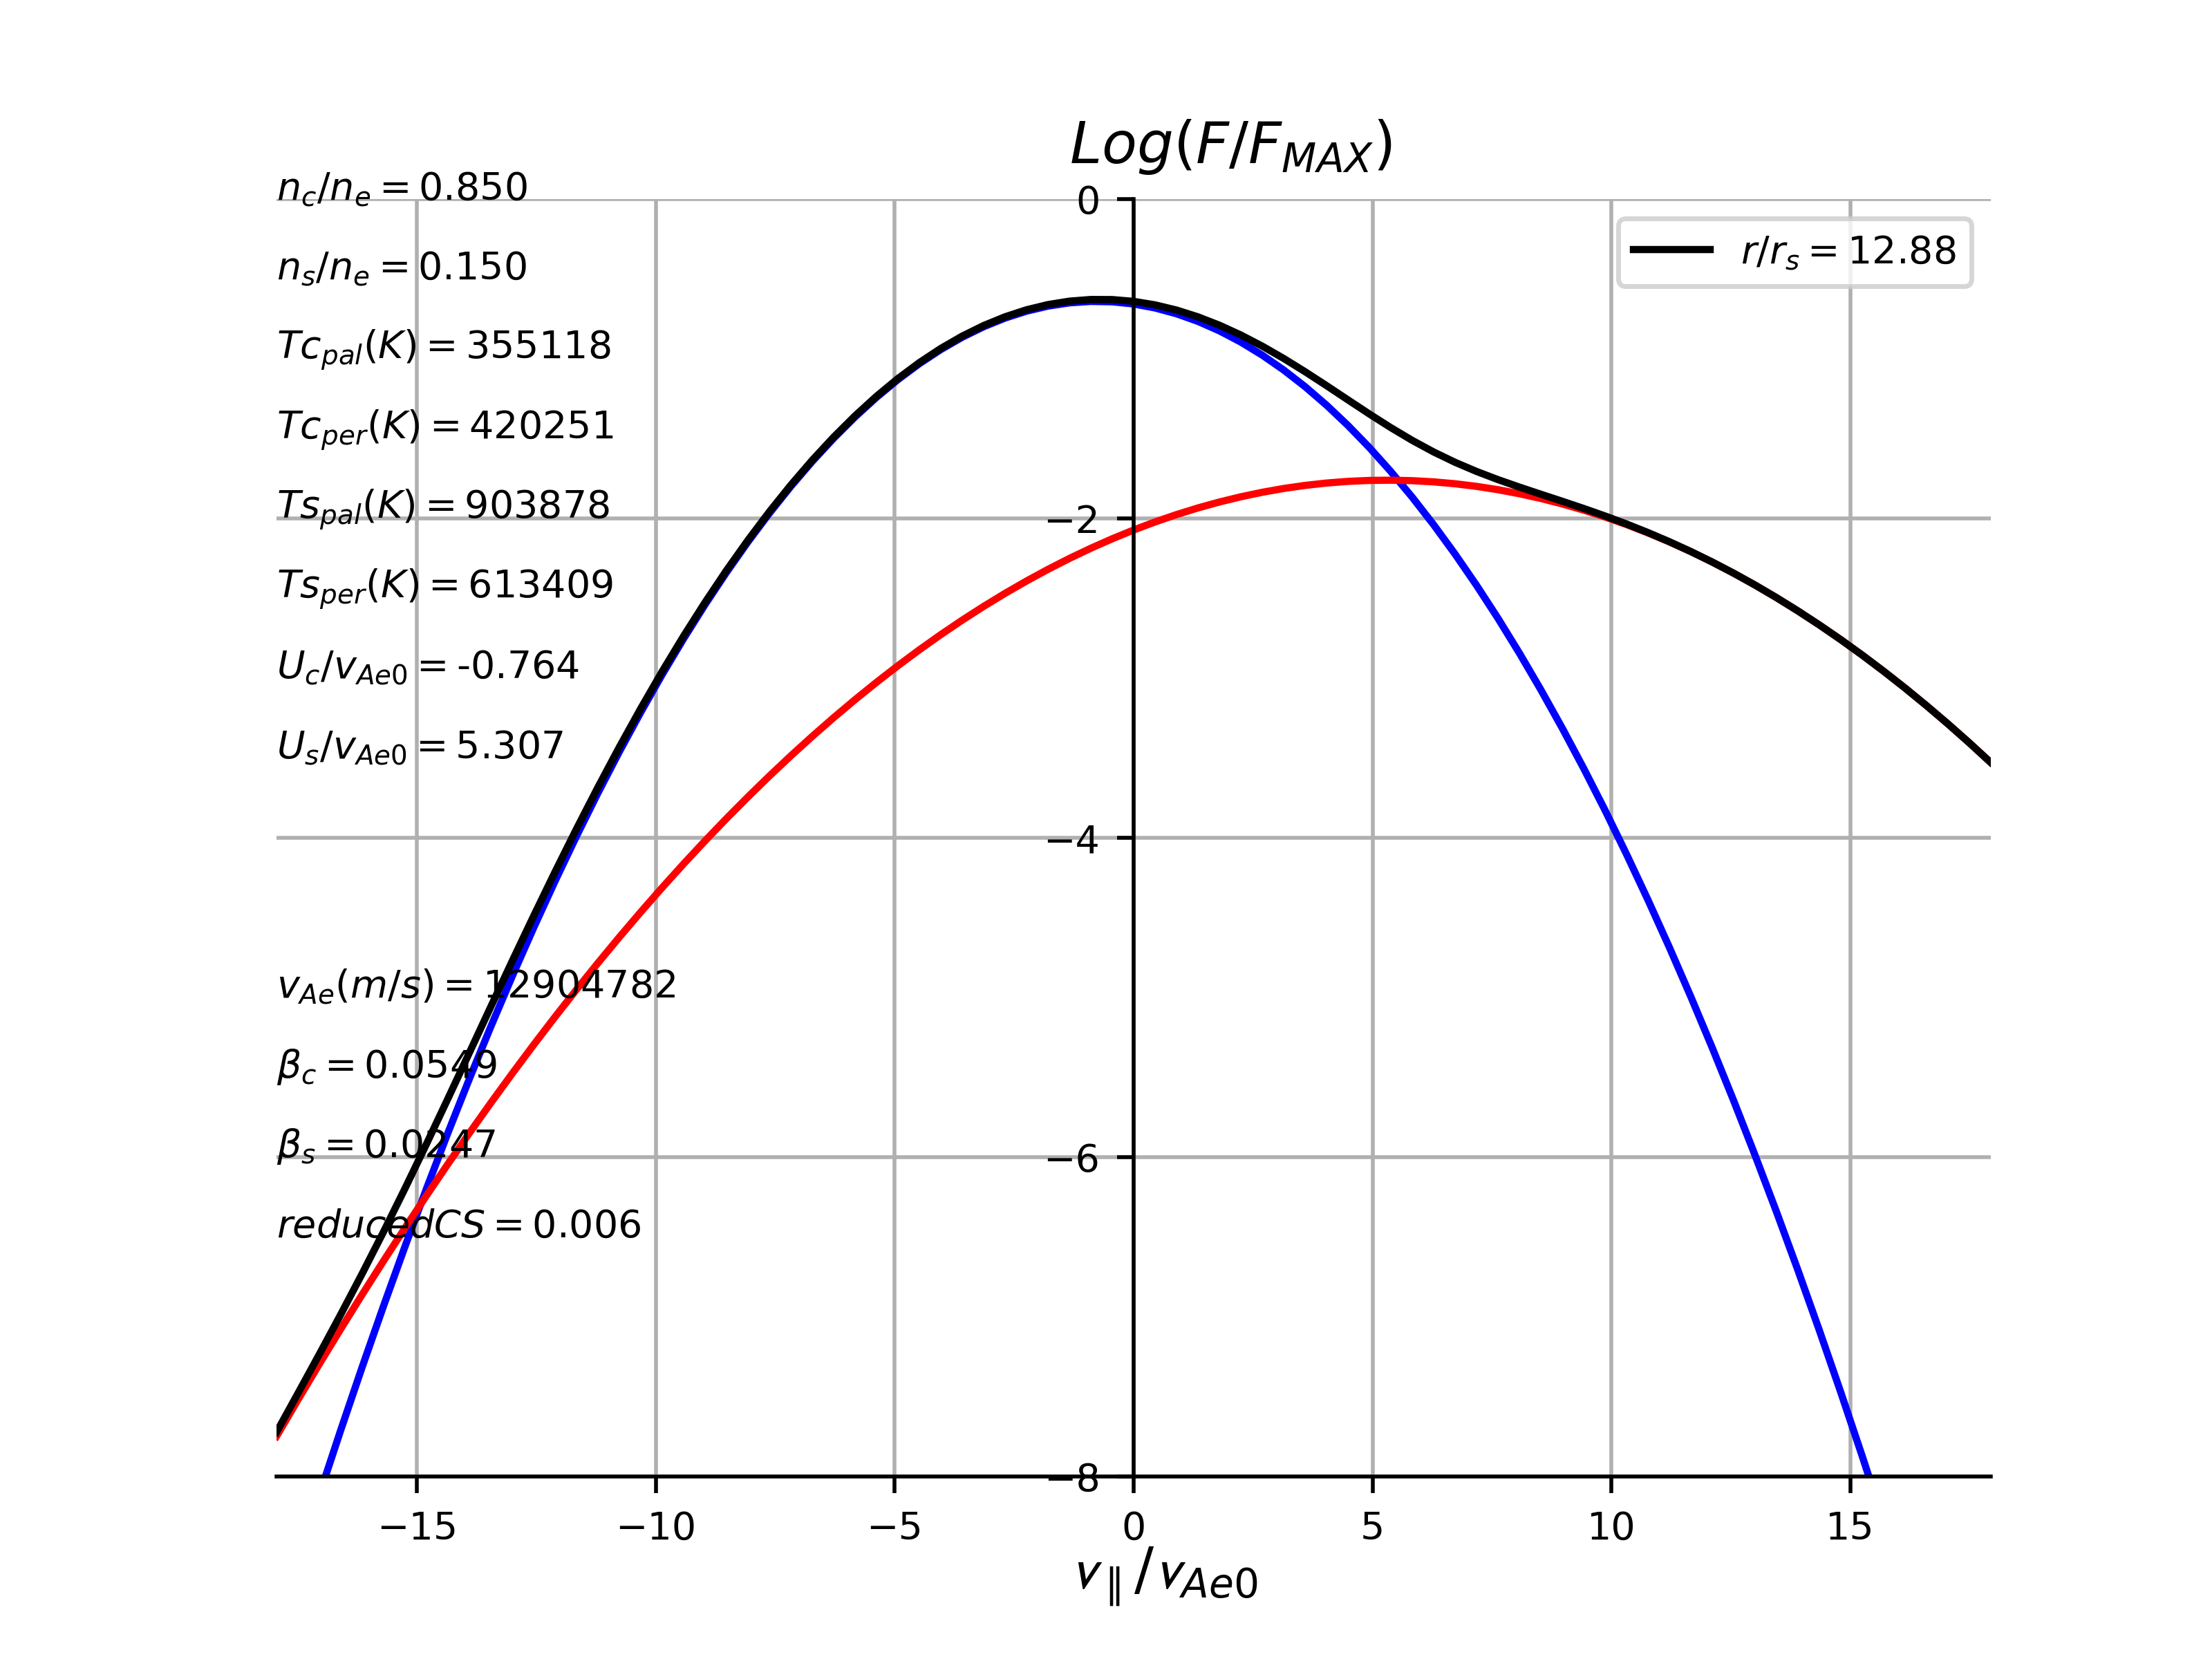 Log(F/F_MAX)
n_c/n_e = 0.850
0
r/r_s = 12.88
n_s/n_e = 0.150
Tc_pal(K) = 355118
Tc_per(K) = 420251
Ts_pal(K) = 903878
−2
Ts_per(K) = 613409
U_c/v_Ae0 = -0.764
U_s/v_Ae0 = 5.307
−4
v_Ae(m/s) = 12904782
β_c = 0.0549
β_s = 0.0247
−6
reducedCS = 0.006
−8
−15 −10 −5 0 5 10 15
v_∥/v_Ae0